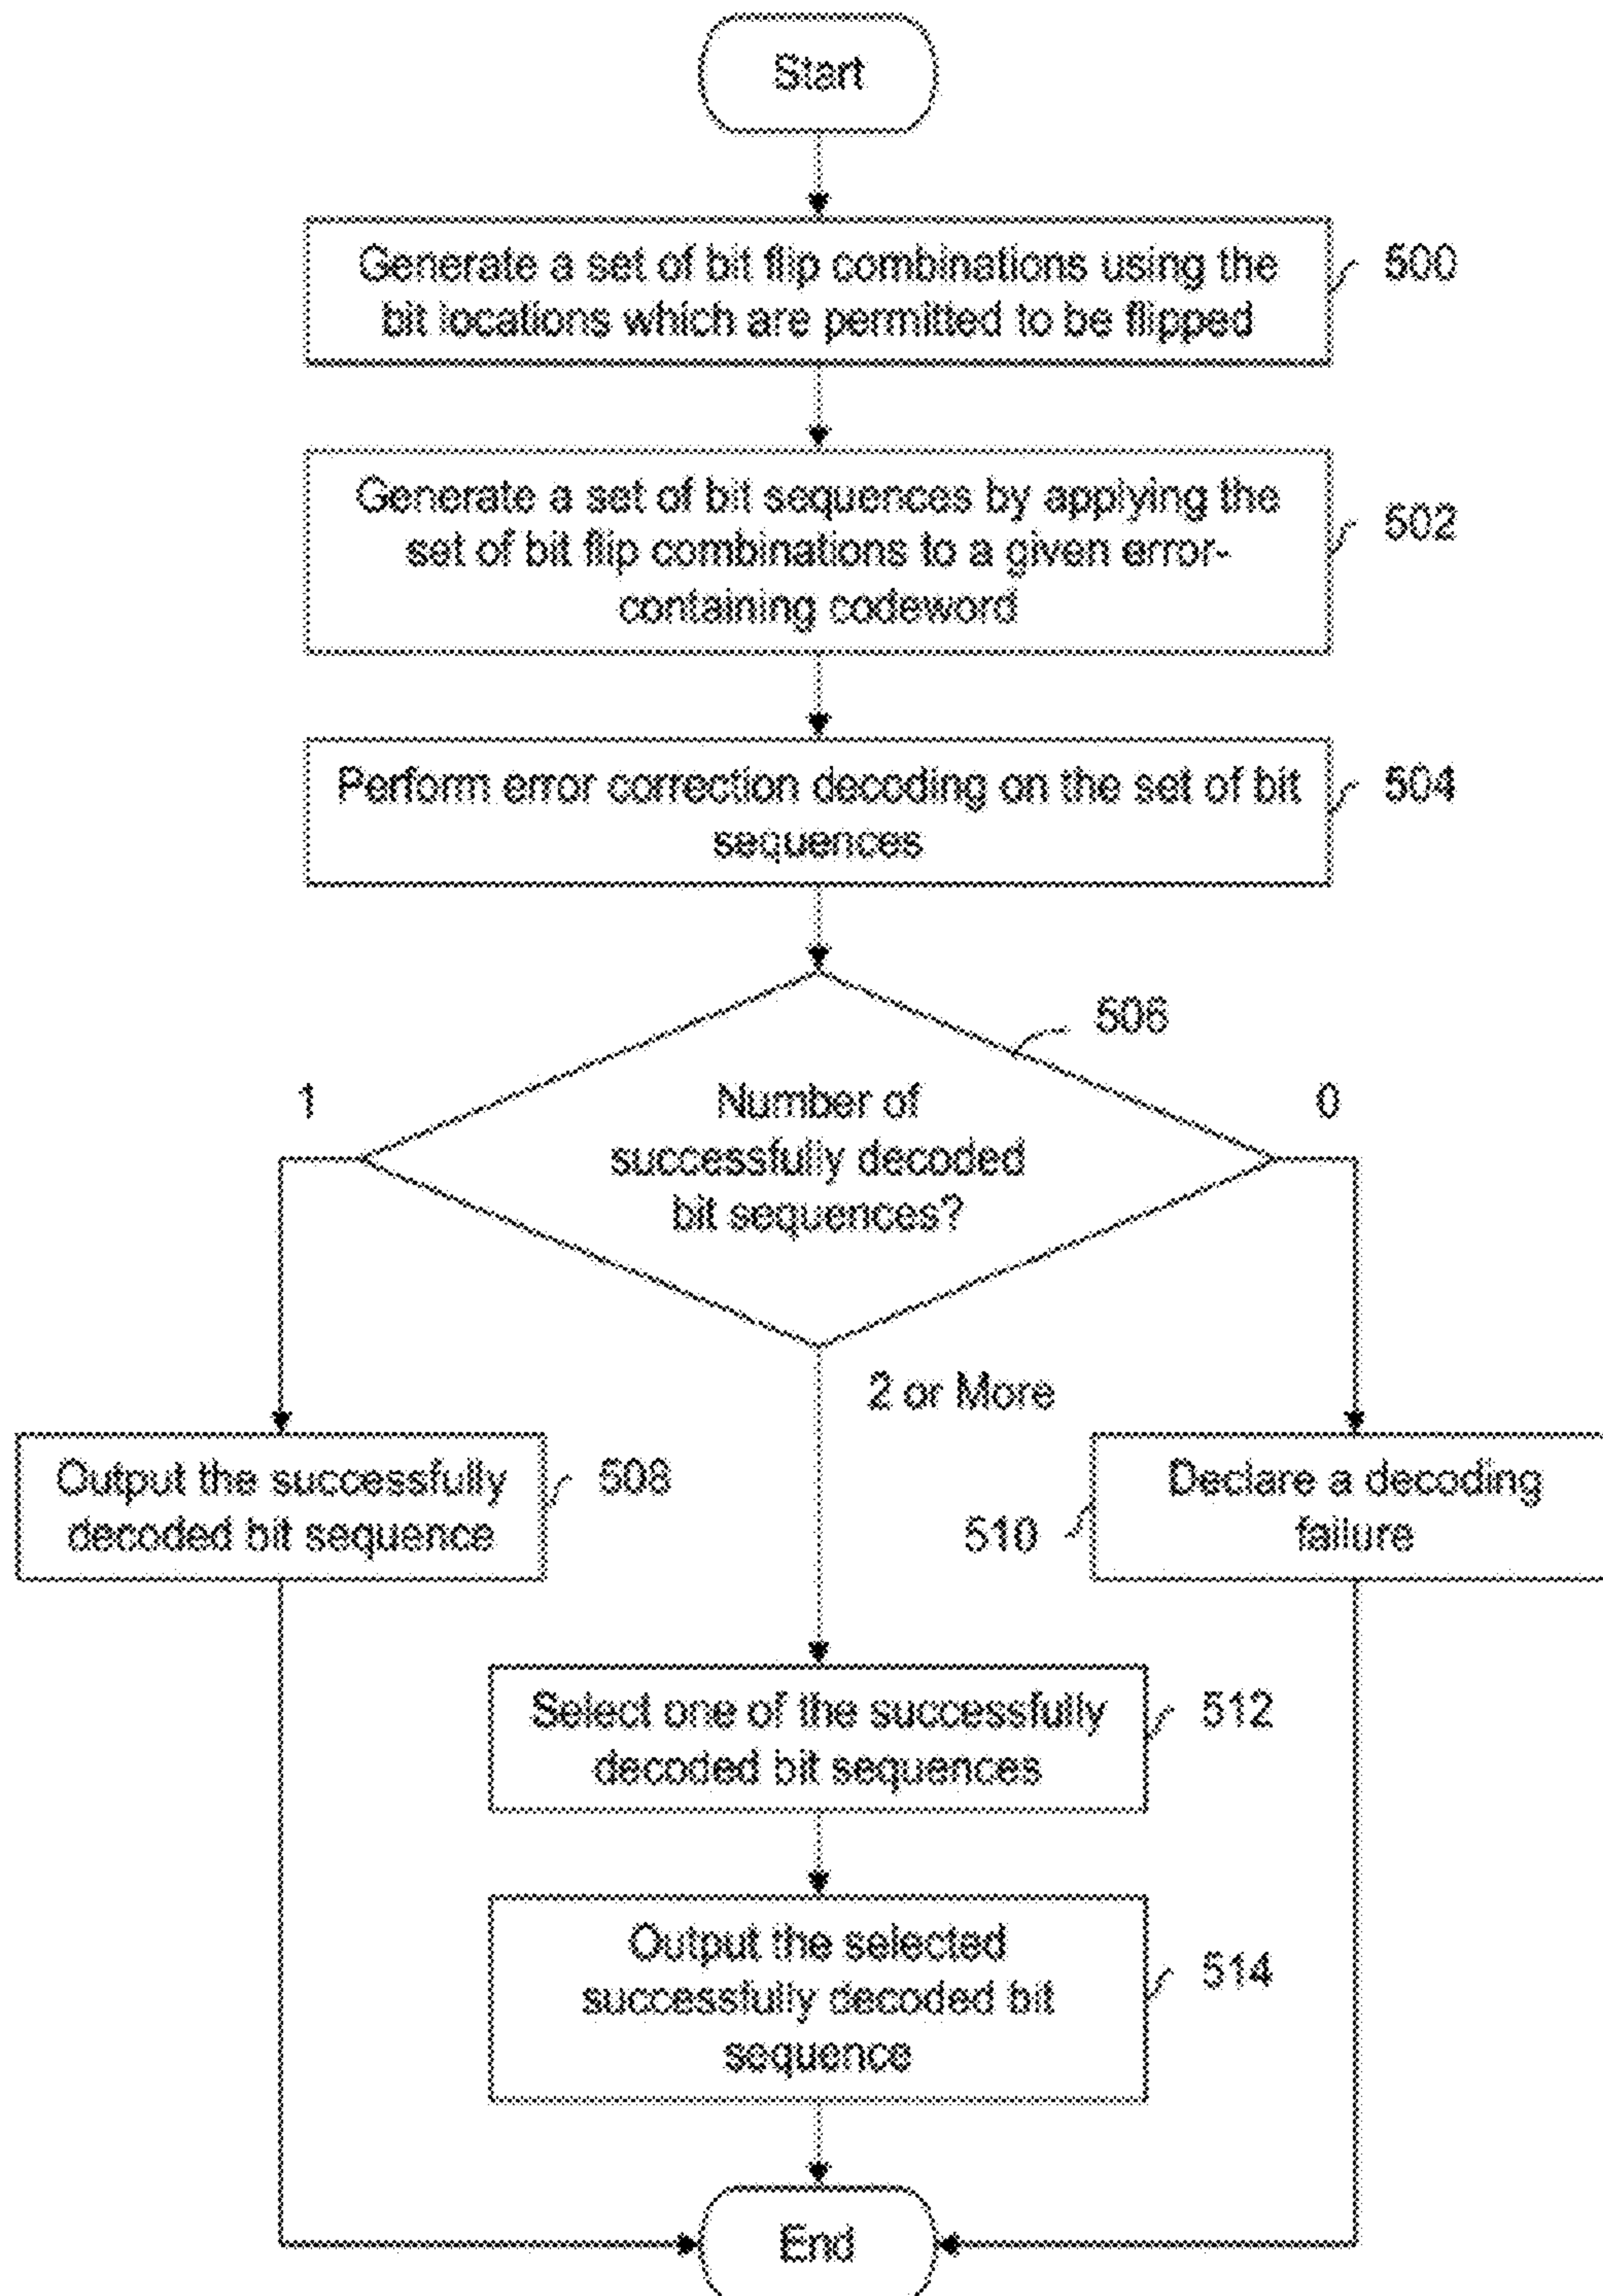 Start
Generate a set of bit flip combinations using the
bit locations which are permitted to be flipped
500
Generate a set of bit sequences by applying the
set of bit flip combinations to a given error-
containing codeword
502
Perform error correction decoding on the set of bit
sequences
504
506
1
Number of
successfully decoded
bit sequences?
0
2 or More
Output the successfully
decoded bit sequence
508
510
Declare a decoding
failure
Select one of the successfully
decoded bit sequences
512
Output the selected
successfully decoded bit
sequence
514
End